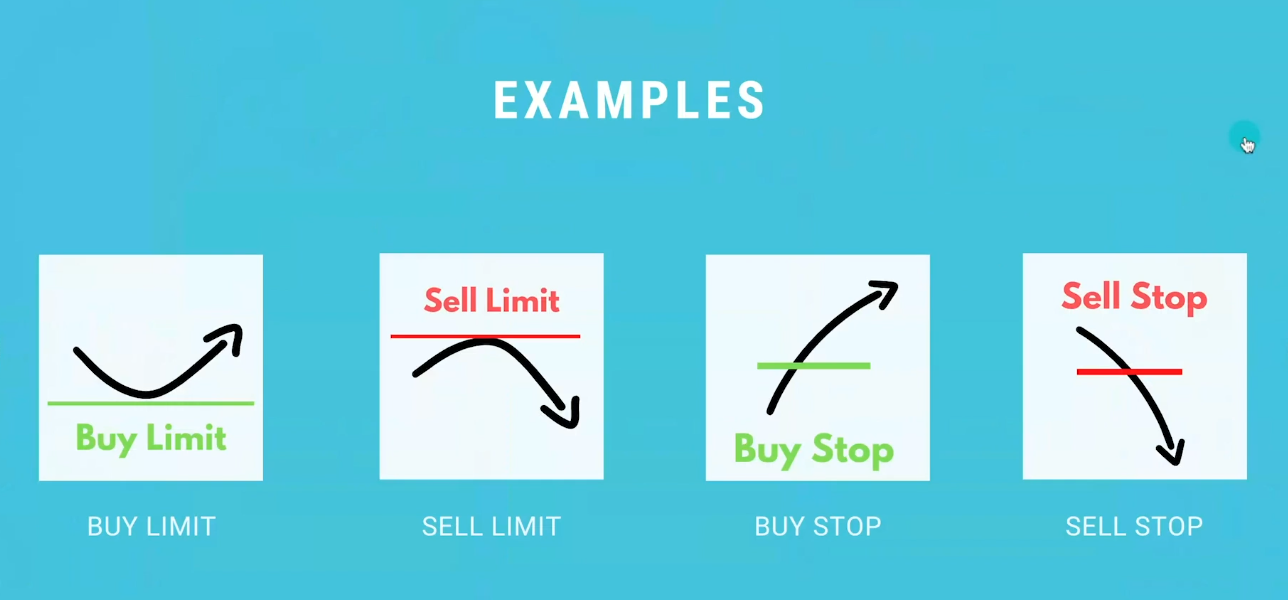 EXAMPLES
Buy Limit
Sell Limit
Buy Stop
Sell Stop
BUY LIMIT
SELL LIMIT
BUY STOP
SELL STOP